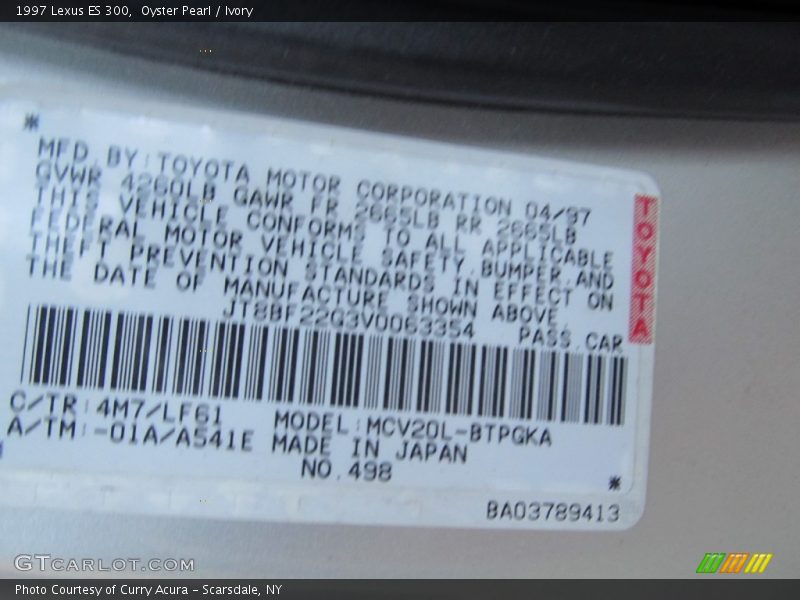 1997 Lexus ES 300, Oyster Pearl / Ivory
*
MFD.BY:TOYOTA MOTOR CORPORATION 04/97
GVWR 4260LB GAWR FR 2665LB RR 2665LB
THIS VEHICLE CONFORMS TO ALL APPLICABLE
FEDERAL MOTOR VEHICLE SAFETY,BUMPER,AND
THEFT PREVENTION STANDARDS IN EFFECT ON
THE DATE OF MANUFACTURE SHOWN ABOVE.
JT8BF22G3V0063354 PASS.CAR
TOYOTA
C/TR:4M7/LF61 MODEL:MCV20L-BTPGKA
A/TM:-01A/A541E MADE IN JAPAN
NO.498
*
BA03789413
GTCARLOT.COM
Photo Courtesy of Curry Acura - Scarsdale, NY